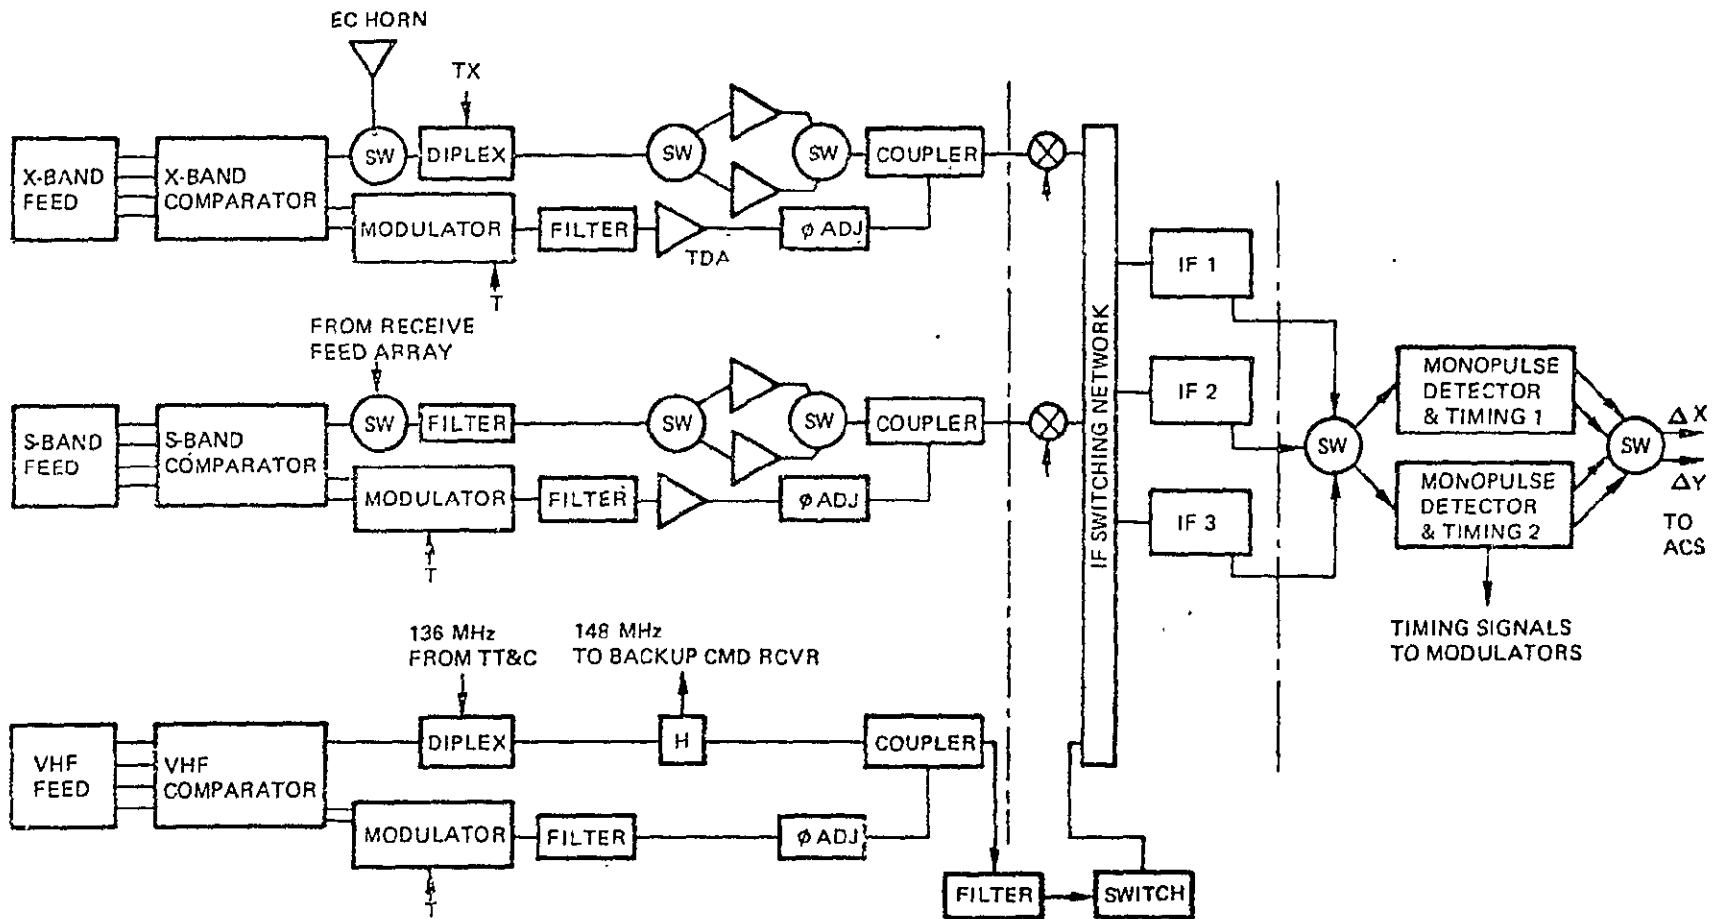 EC HORN
TX
X-BAND
FEED
X-BAND
COMPARATOR
SW
DIPLEX
SW
SW
COUPLER
MODULATOR
FILTER
TDA
φ ADJ
T
FROM RECEIVE
FEED ARRAY
S-BAND
FEED
S-BAND
COMPARATOR
SW
FILTER
SW
SW
COUPLER
MODULATOR
FILTER
φ ADJ
T
136 MHz
FROM TT&C
148 MHz
TO BACKUP CMD RCVR
VHF
FEED
VHF
COMPARATOR
DIPLEX
H
COUPLER
MODULATOR
FILTER
φ ADJ
T
FILTER
SWITCH
IF SWITCHING NETWORK
IF 1
IF 2
IF 3
SW
MONOPULSE
DETECTOR
& TIMING 1
MONOPULSE
DETECTOR
& TIMING 2
SW
ΔX
ΔY
TO
ACS
TIMING SIGNALS
TO MODULATORS